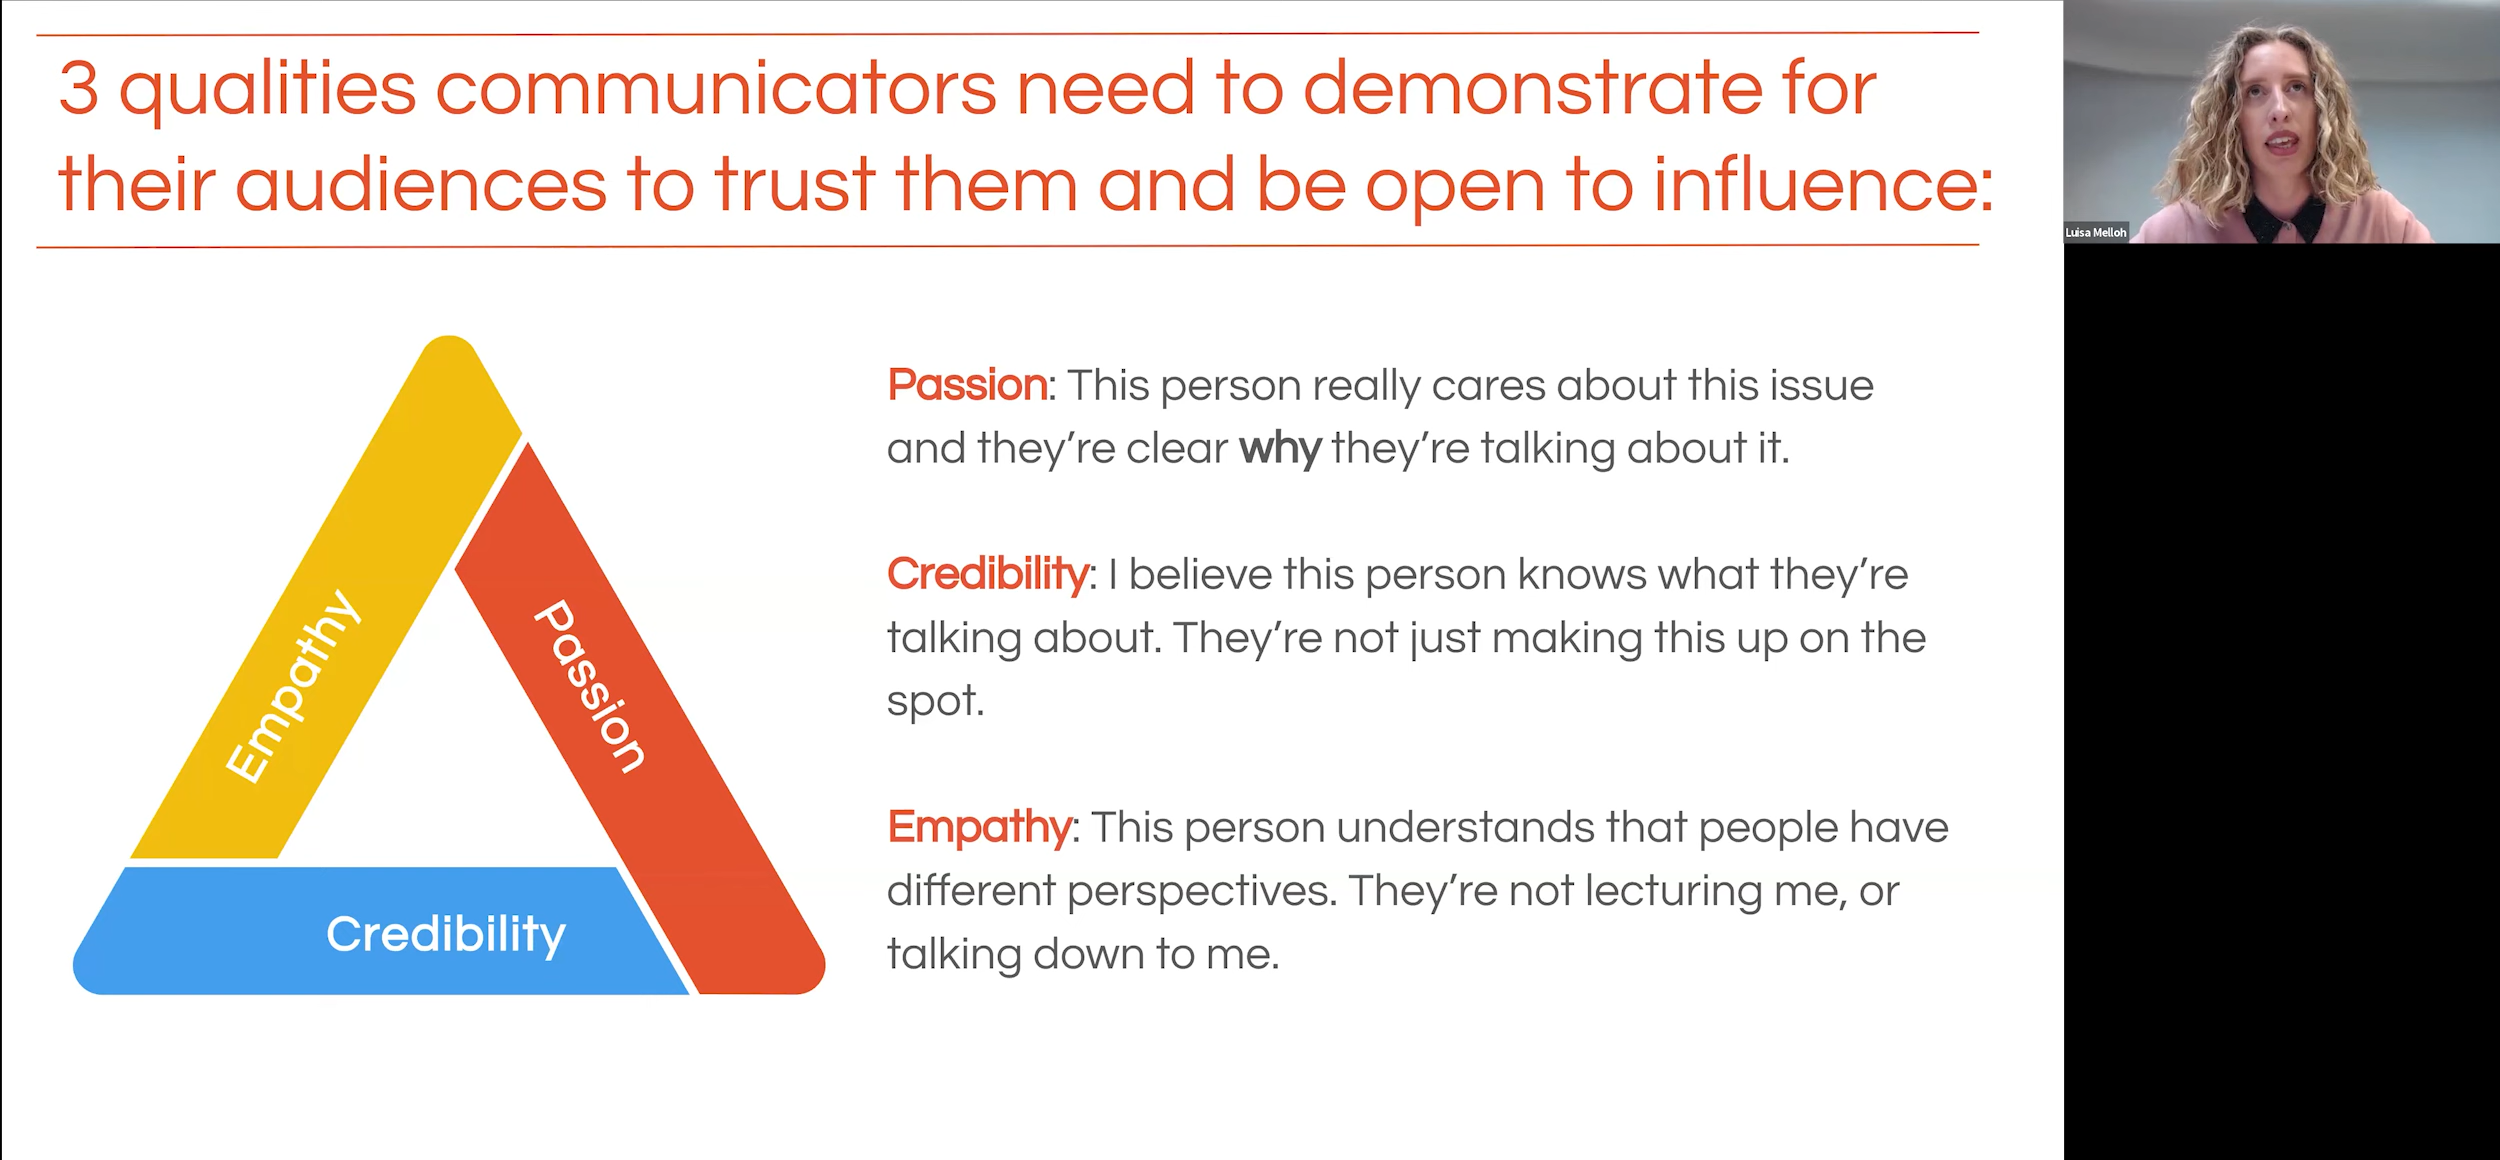 3 qualities communicators need to demonstrate for
their audiences to trust them and be open to influence:
Luisa Melloh
Empathy
Passion
Credibility
Passion: This person really cares about this issue
and they’re clear why they’re talking about it.
Credibility: I believe this person knows what they’re
talking about. They’re not just making this up on the
spot.
Empathy: This person understands that people have
different perspectives. They’re not lecturing me, or
talking down to me.